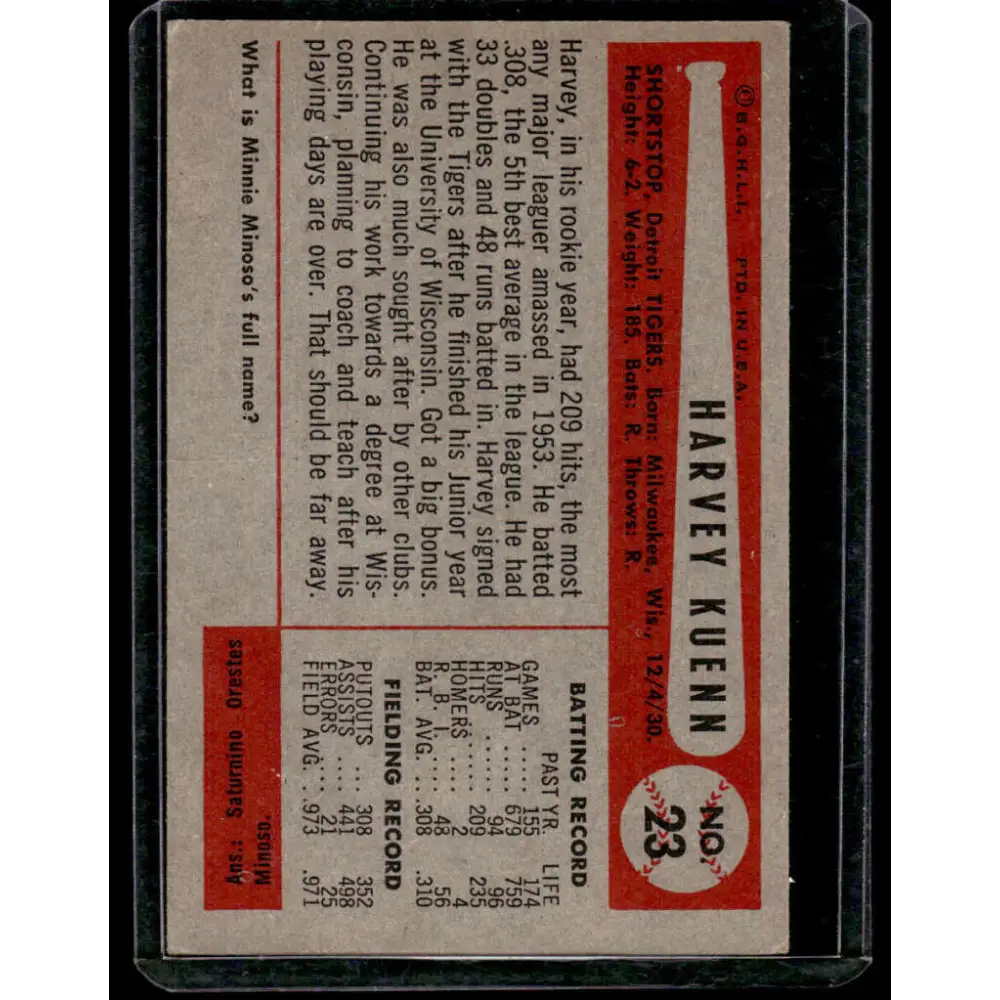 © B.G.H.L.I. PTD. IN U.S.A.
HARVEY KUENN
NO.
23
SHORTSTOP, Detroit TIGERS. Born: Milwaukee, Wis., 12/4/30.
Height: 6-2. Weight: 185. Bats: R. Throws: R.
Harvey, in his rookie year, had 209 hits, the most
any major leaguer amassed in 1953. He batted
.308, the 5th best average in the league. He had
33 doubles and 48 runs batted in. Harvey signed
with the Tigers after he finished his Junior year
at the University of Wisconsin. Got a big bonus.
He was also much sought after by other clubs.
Continuing his work towards a degree at Wis-
consin, planning to coach and teach after his
playing days are over. That should be far away.
BATTING RECORD
PAST YR. LIFE
GAMES ..... 155 174
AT BAT ..... 679 759
RUNS ..... 94 96
HITS ..... 209 235
HOMERS .... 2 4
R. B. I. .... 48 56
BAT. AVG. .. .308 .310
FIELDING RECORD
PUTOUTS ... 308 352
ASSISTS .... 441 498
ERRORS .... 21 25
FIELD AVG. . .973 .971
What is Minnie Minoso's full name?
Ans.: Saturnino Orestes
Minoso.